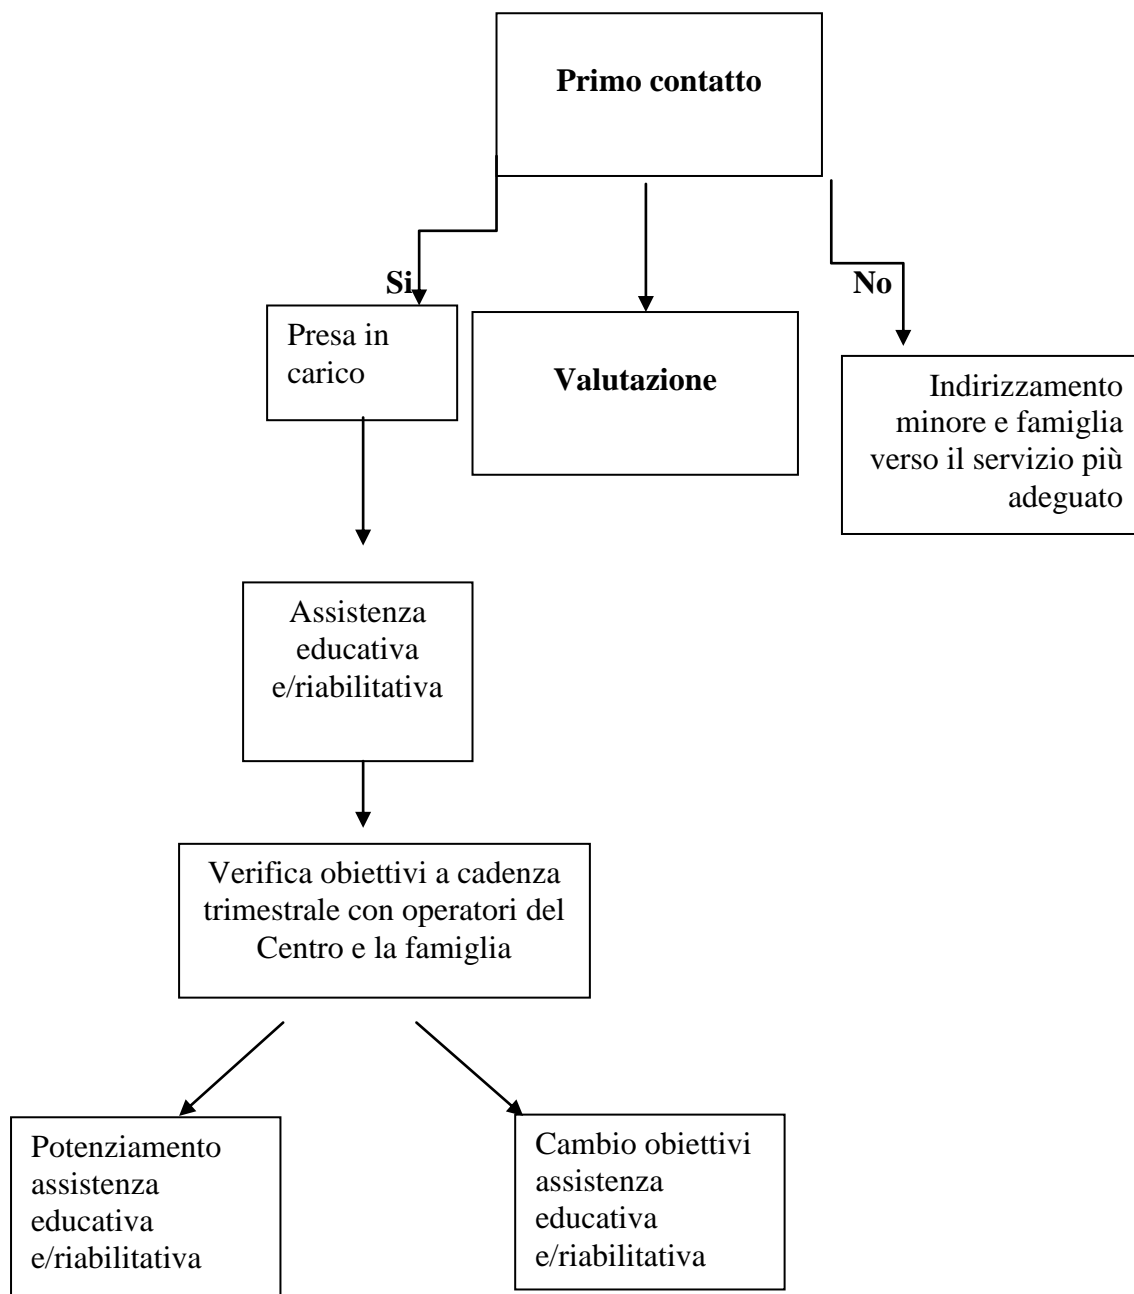 Primo contatto
Si
No
Presa in
carico
Valutazione
Indirizzamento
minore e famiglia
verso il servizio più
adeguato
Assistenza
educativa
e/riabilitativa
Verifica obiettivi a cadenza
trimestrale con operatori del
Centro e la famiglia
Potenziamento
assistenza
educativa
e/riabilitativa
Cambio obiettivi
assistenza
educativa
e/riabilitativa